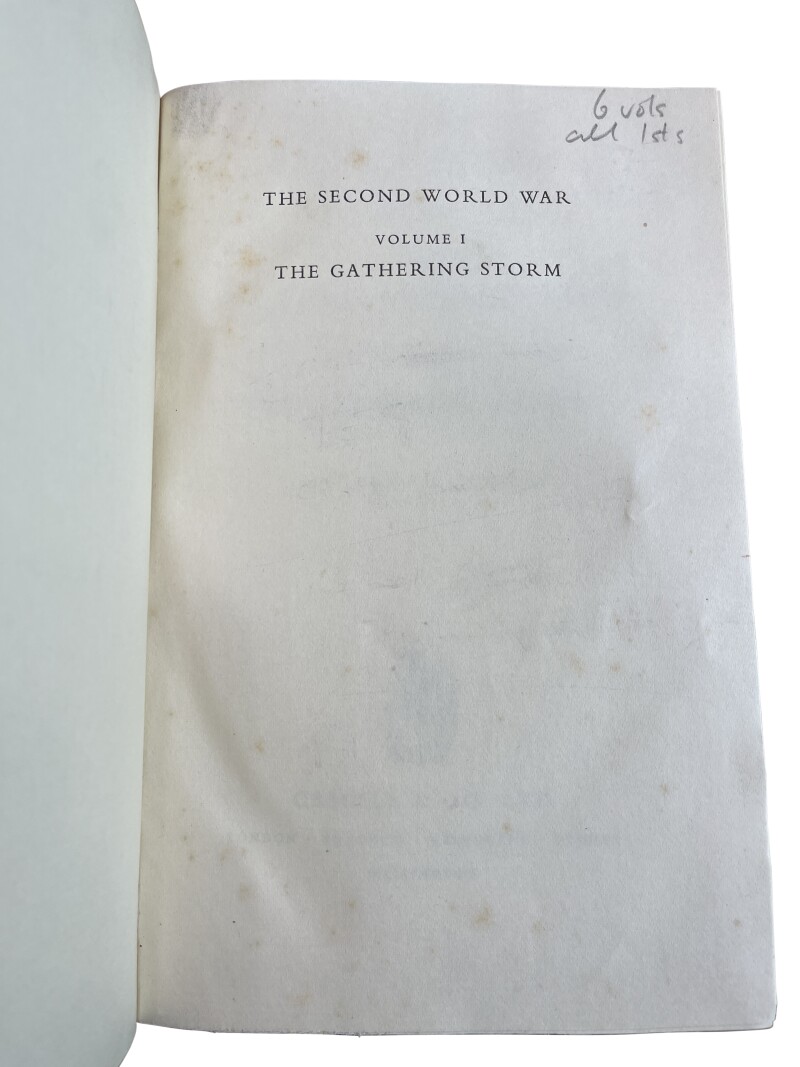 6 vols
all 1sts
THE SECOND WORLD WAR
VOLUME I
THE GATHERING STORM